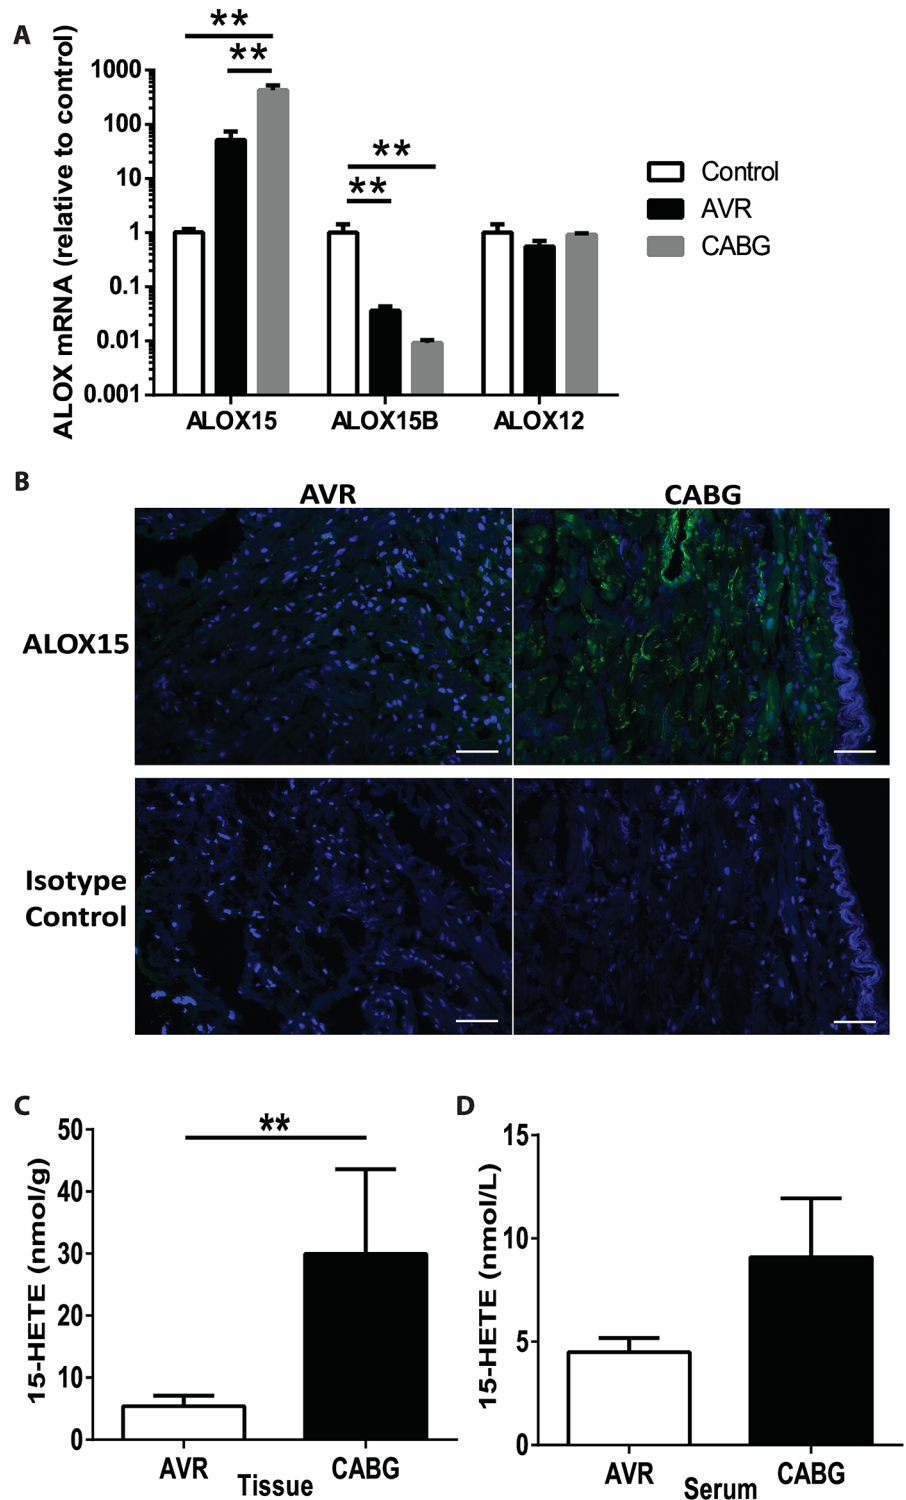 A
ALOX mRNA (relative to control)
**
**
**
**
1000
100
10
1
0.1
0.01
0.001
ALOX15
ALOX15B
ALOX12
Control
AVR
CABG
B
AVR
CABG
ALOX15
Isotype
Control
C
15-HETE (nmol/g)
**
50
40
30
20
10
0
AVR
CABG
Tissue
D
15-HETE (nmol/L)
15
10
5
0
AVR
CABG
Serum